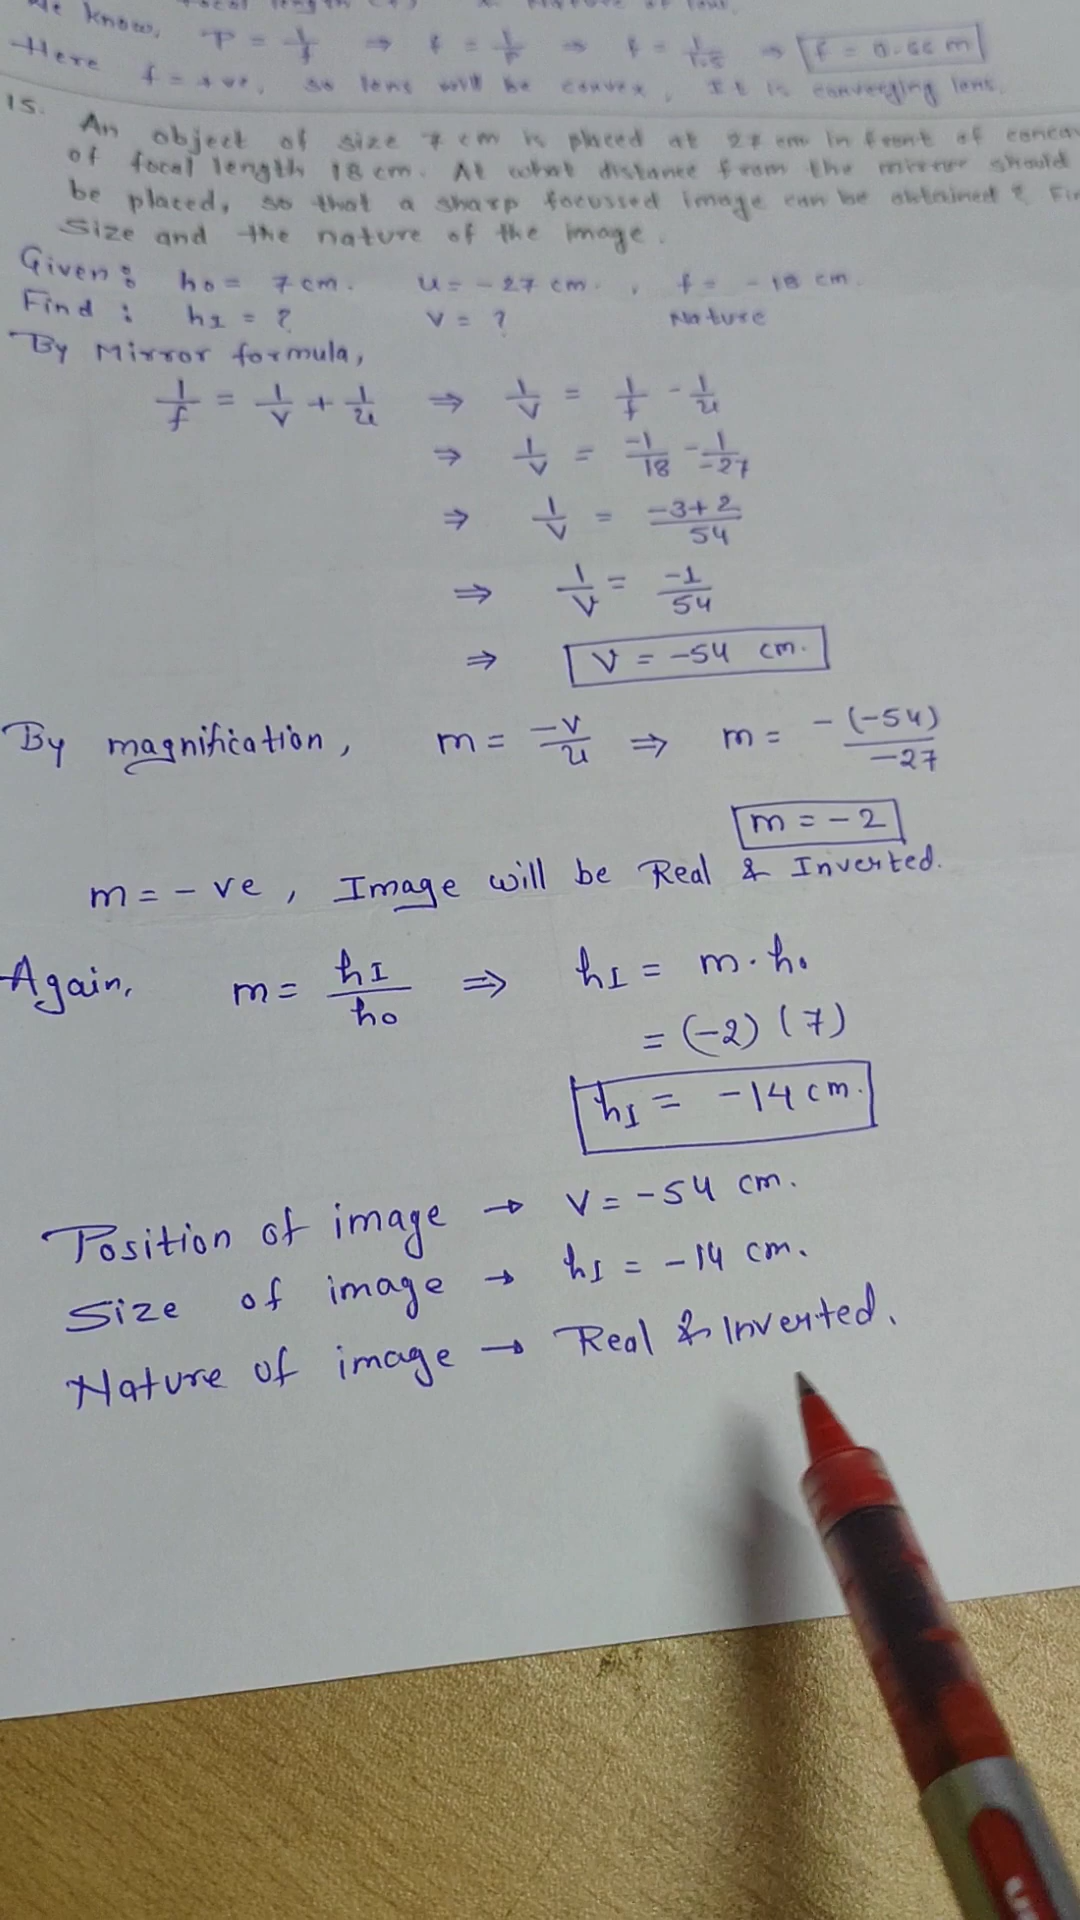 We know, P = 1/f ⇒ f = 1/P ⇒ f = 1/1.5 ⇒ f = 0.66 m
Here f = +ve, so lens will be convex, It is converging lens.
15. An object of size 7 cm is placed at 27 cm in front of
of focal length 18 cm. At what distance from the mirror should
be placed, so that a sharp focussed image can be obtained?
Size and the nature of the image.
Given: ho = 7 cm. u = -27 cm. , f = -18 cm.
Find : hI = ? v = ? Nature
By Mirror formula,
1/f = 1/v + 1/u ⇒ 1/v = 1/f - 1/u
⇒ 1/v = -1/18 - 1/-27
⇒ 1/v = -3+2/54
⇒ 1/v = -1/54
⇒ v = -54 cm.
By magnification, m = -v/u ⇒ m = -(-54)/-27
m = -2
m = -ve, Image will be Real & Inverted.
Again, m = hI/ho ⇒ hI = m.ho
= (-2) (7)
hI = -14 cm.
Position of image → v = -54 cm.
Size of image → hI = -14 cm.
Nature of image → Real & Inverted.